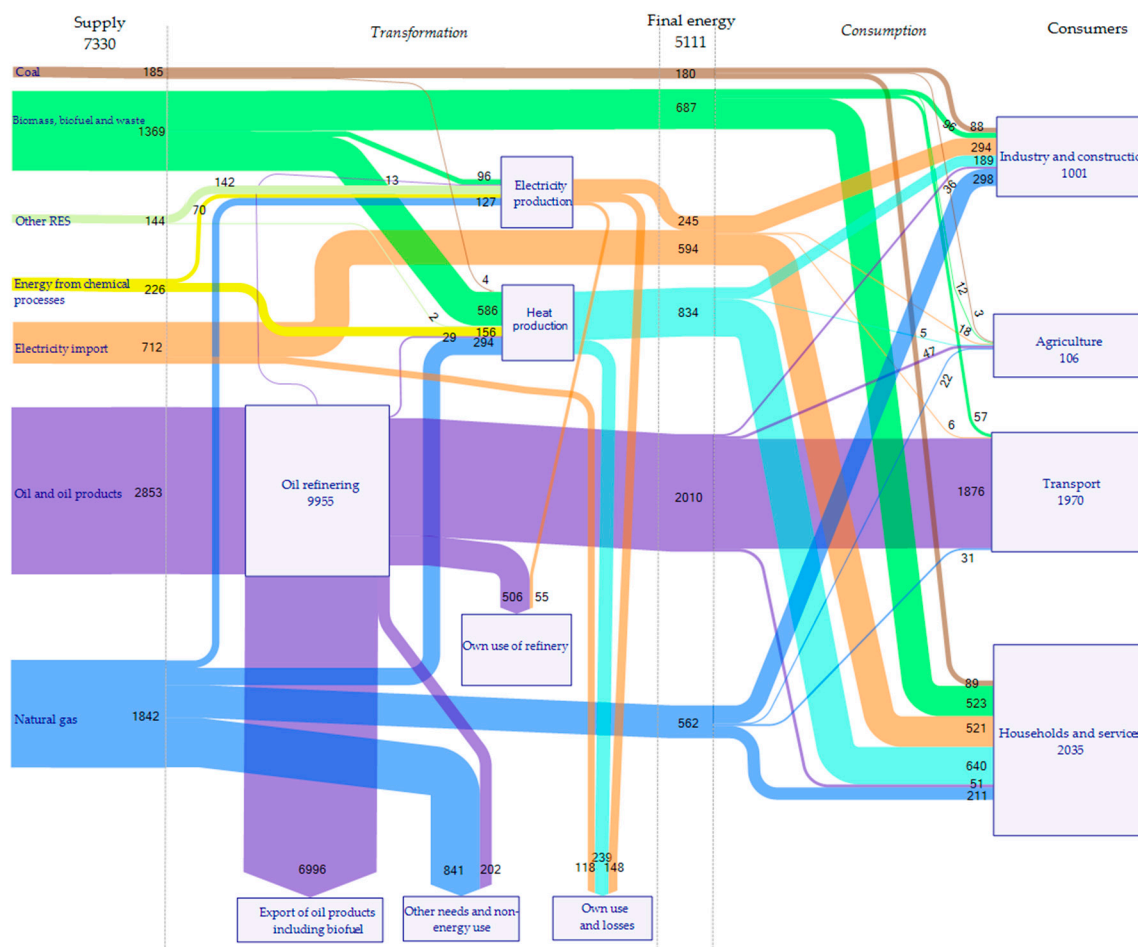 Supply
7330
Transformation
Final energy
5111
Consumption
Consumers
Coal
185
180
Biomass, biofuel and waste
1369
687
88
96
294
189
298
36
Industry and construction
1001
142
13
96
127
70
Electricity
production
Other RES
144
245
594
Energy from chemical
processes
226
4
586
2
156
29
294
Heat
production
834
12
3
5
18
47
22
Agriculture
106
Electricity import
712
57
6
Oil and oil products
2853
Oil refinering
9955
2010
1876
Transport
1970
31
506
55
Own use of refinery
Natural gas
1842
562
89
523
521
640
51
211
Households and services
2035
6996
841
202
118
239
148
Export of oil products
including biofuel
Other needs and non-
energy use
Own use
and losses